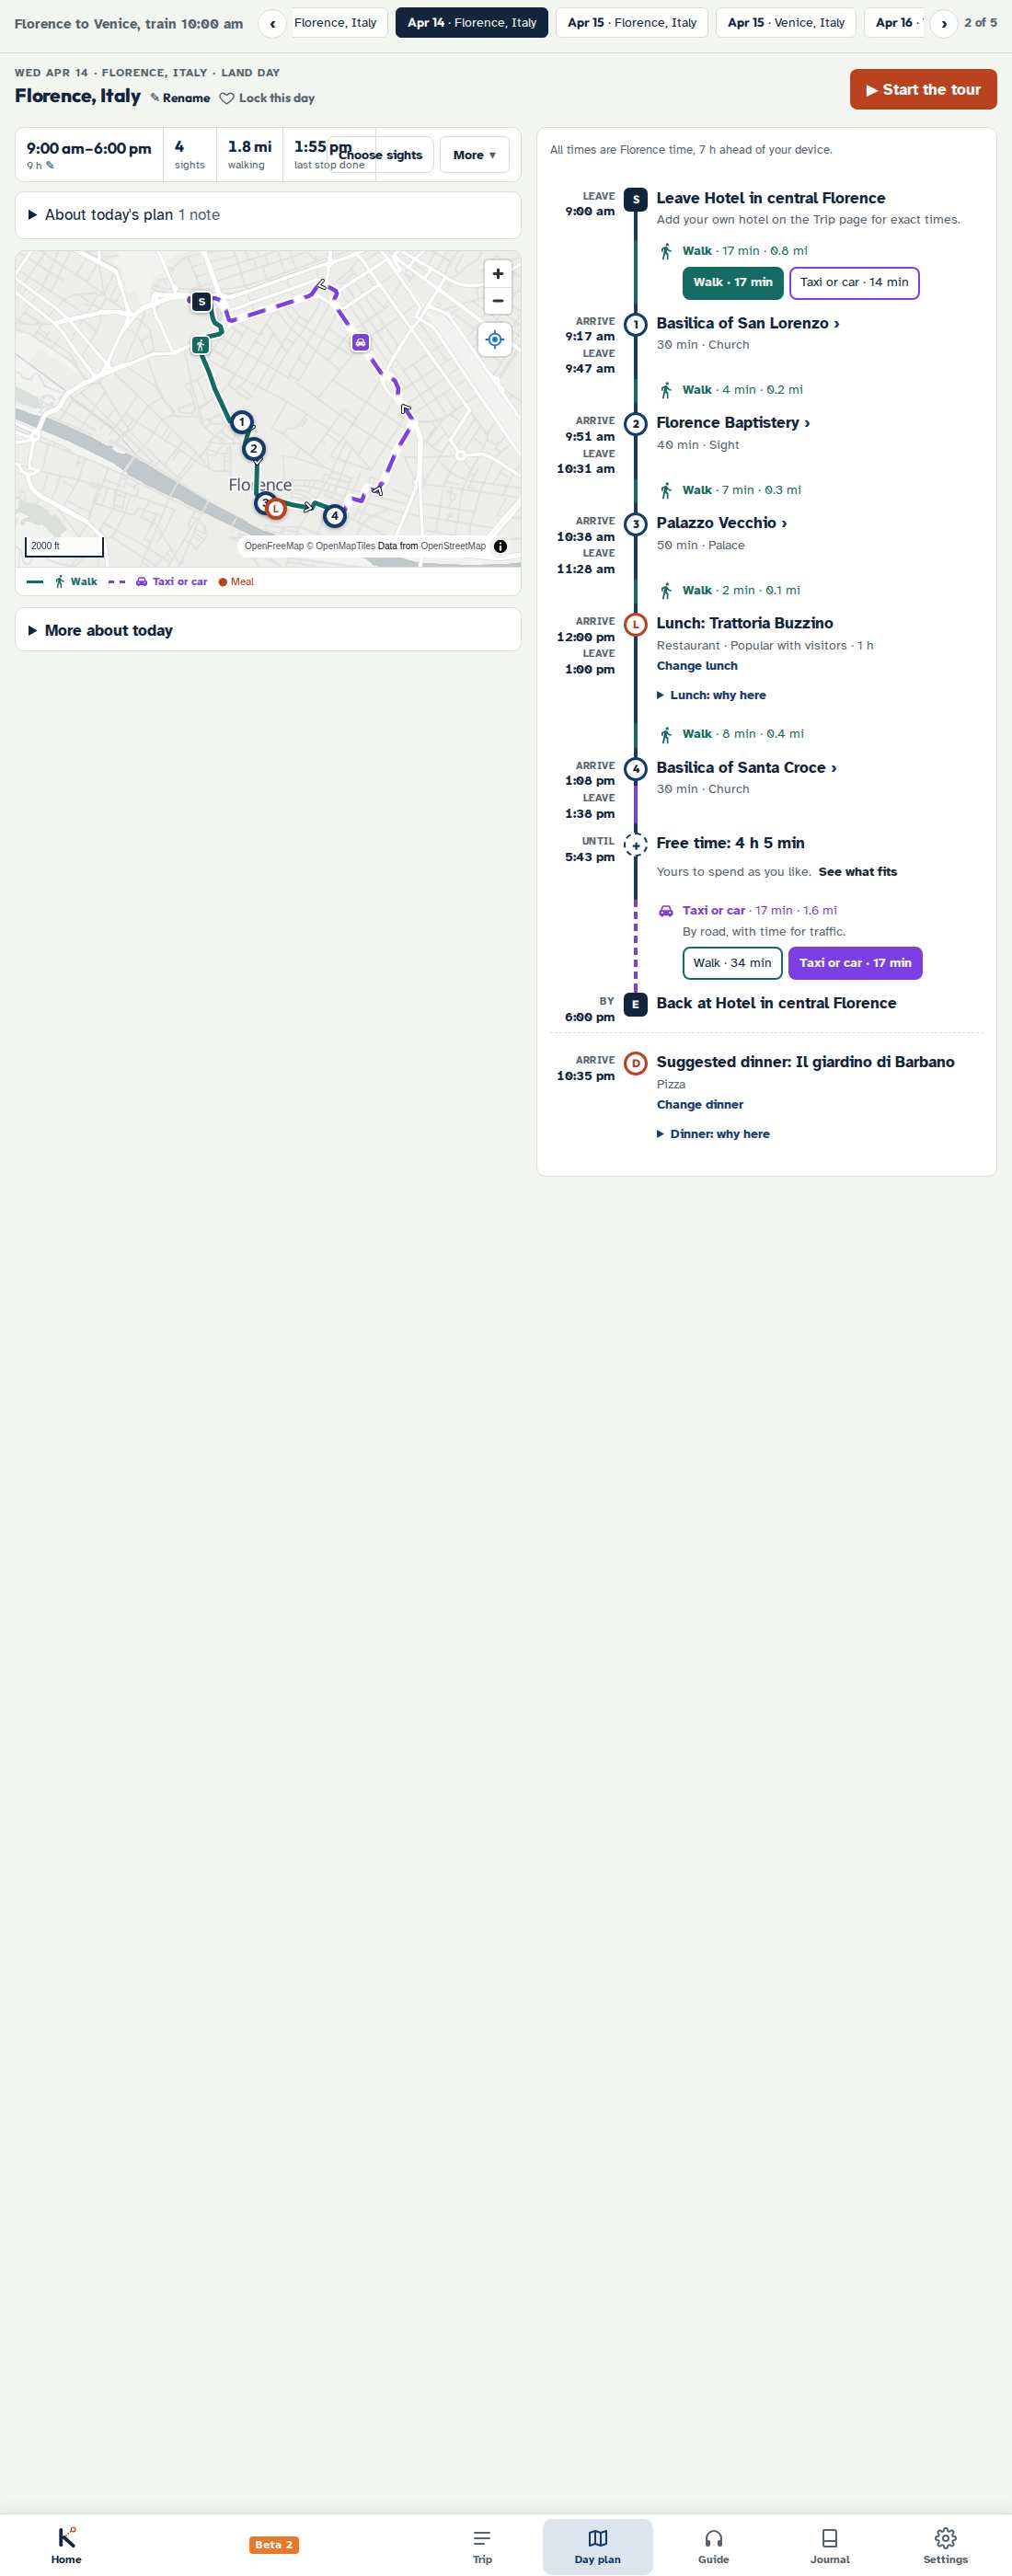 Florence to Venice, train 10:00 am
‹
Florence, Italy
Apr 14 · Florence, Italy
Apr 15 · Florence, Italy
Apr 15 · Venice, Italy
Apr 16 ·
›
2 of 5
WED APR 14 · FLORENCE, ITALY · LAND DAY
Florence, Italy ✎ Rename ♡ Lock this day
▶ Start the tour
9:00 am–6:00 pm
9 h ✎
4
sights
1.8 mi
walking
1:55 pm
last stop done
Choose sights
More ▼
▶ About today's plan 1 note
S
1
2
Florence
3
L
4
+
−
2000 ft
OpenFreeMap © OpenMapTiles Data from OpenStreetMap
Walk
Taxi or car
Meal
▶ More about today
All times are Florence time, 7 h ahead of your device.
LEAVE
9:00 am
S
Leave Hotel in central Florence
Add your own hotel on the Trip page for exact times.
Walk · 17 min · 0.8 mi
Walk · 17 min
Taxi or car · 14 min
ARRIVE
9:17 am
LEAVE
9:47 am
1
Basilica of San Lorenzo ›
30 min · Church
Walk · 4 min · 0.2 mi
ARRIVE
9:51 am
LEAVE
10:31 am
2
Florence Baptistery ›
40 min · Sight
Walk · 7 min · 0.3 mi
ARRIVE
10:38 am
LEAVE
11:28 am
3
Palazzo Vecchio ›
50 min · Palace
Walk · 2 min · 0.1 mi
ARRIVE
12:00 pm
LEAVE
1:00 pm
L
Lunch: Trattoria Buzzino
Restaurant · Popular with visitors · 1 h
Change lunch
▶ Lunch: why here
Walk · 8 min · 0.4 mi
ARRIVE
1:08 pm
LEAVE
1:38 pm
4
Basilica of Santa Croce ›
30 min · Church
UNTIL
5:43 pm
+
Free time: 4 h 5 min
Yours to spend as you like. See what fits
Taxi or car · 17 min · 1.6 mi
By road, with time for traffic.
Walk · 34 min
Taxi or car · 17 min
BY
6:00 pm
E
Back at Hotel in central Florence
ARRIVE
10:35 pm
D
Suggested dinner: Il giardino di Barbano
Pizza
Change dinner
▶ Dinner: why here
Home
Beta 2
Trip
Day plan
Guide
Journal
Settings